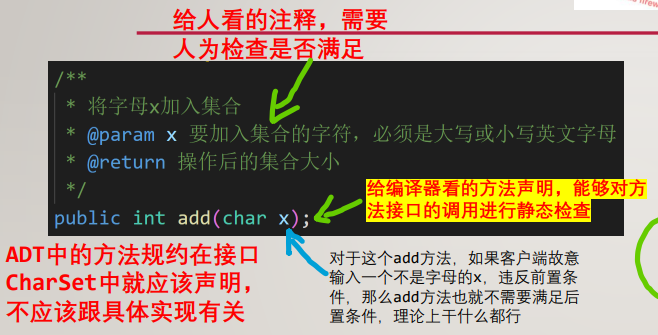 给人看的注释，需要
人为检查是否满足
/**
* 将字母x加入集合
* @param x 要加入集合的字符，必须是大写或小写英文字母
* @return 操作后的集合大小
*/
public int add(char x);
给编译器看的方法声明，能够对方
法接口的调用进行静态检查
ADT中的方法规约在接口
CharSet中就应该声明，
不应该跟具体实现有关
对于这个add方法，如果客户端故意
输入一个不是字母的x，违反前置条
件，那么add方法也就不需要满足后
置条件，理论上干什么都行